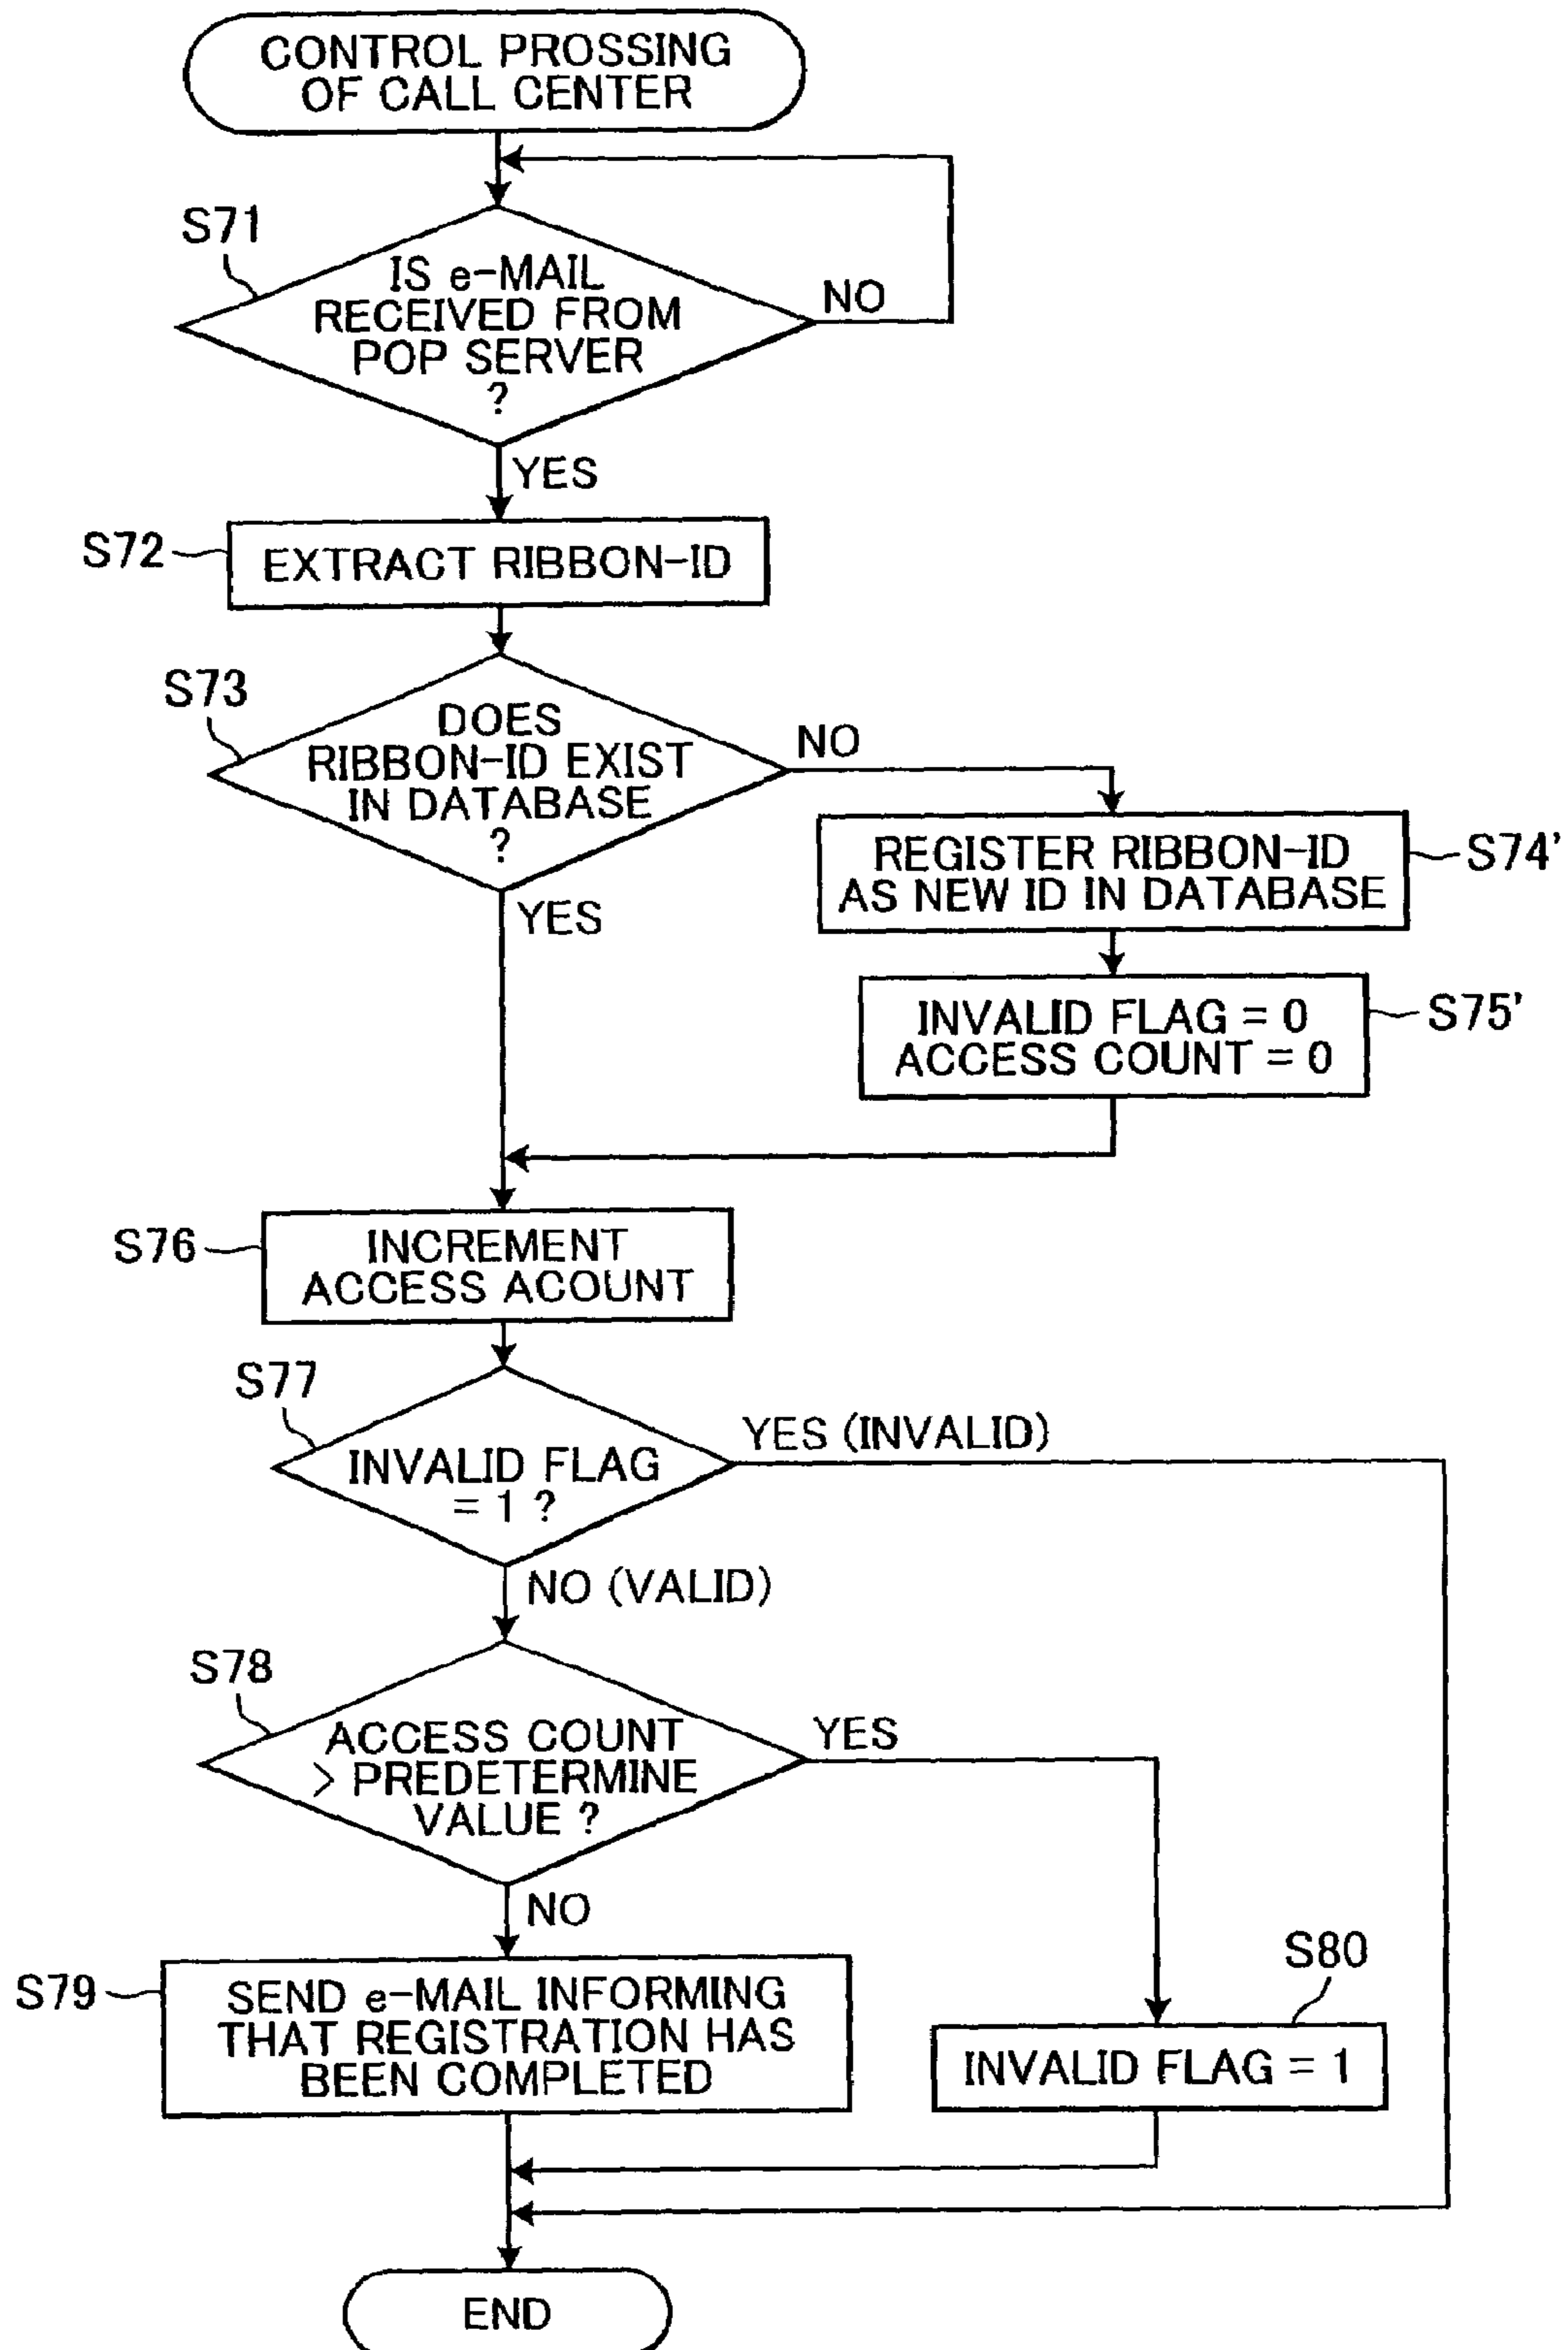 CONTROL PROSSING
OF CALL CENTER
S71
IS e-MAIL
RECEIVED FROM
POP SERVER
?
NO
YES
S72
EXTRACT RIBBON-ID
S73
DOES
RIBBON-ID EXIST
IN DATABASE
?
NO
YES
REGISTER RIBBON-ID
AS NEW ID IN DATABASE
S74'
INVALID FLAG = 0
ACCESS COUNT = 0
S75'
S76
INCREMENT
ACCESS ACOUNT
S77
INVALID FLAG
= 1 ?
YES (INVALID)
NO (VALID)
S78
ACCESS COUNT
> PREDETERMINE
VALUE ?
YES
NO
S79
SEND e-MAIL INFORMING
THAT REGISTRATION HAS
BEEN COMPLETED
S80
INVALID FLAG = 1
END